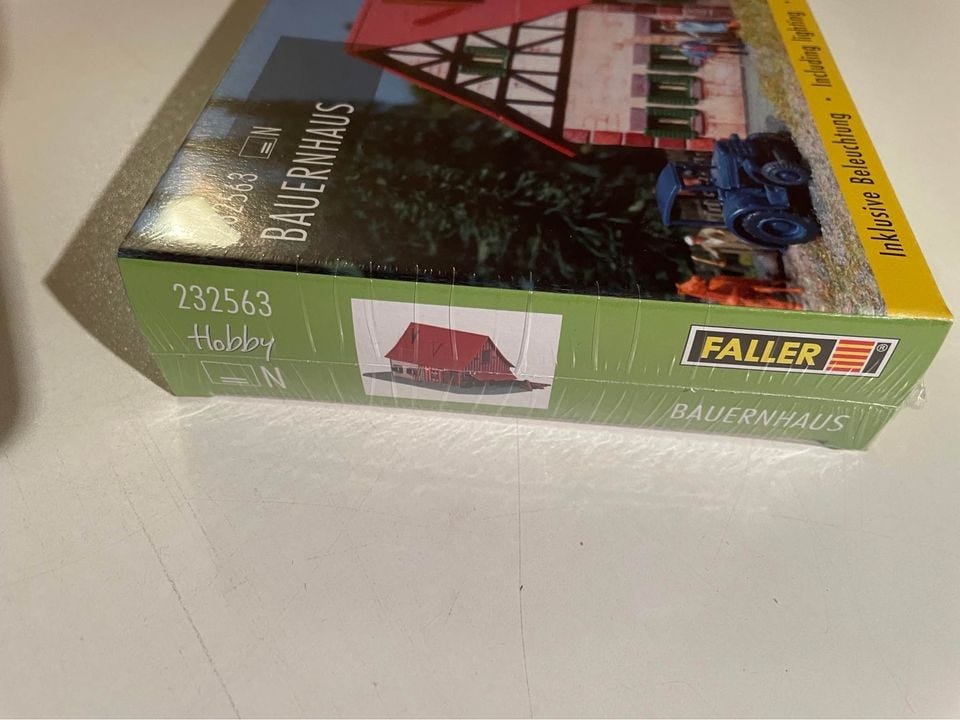 N
BAUERNHAUS
Inklusive Beleuchtung · Including lighting ·
232563
Hobby
N
FALLER ®
BAUERNHAUS